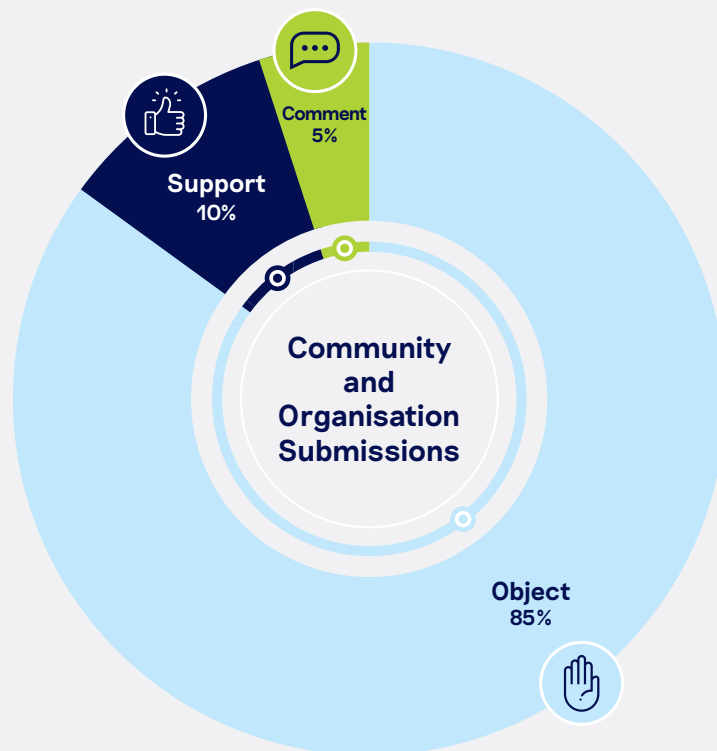 Comment
5%
Support
10%
Community
and
Organisation
Submissions
Object
85%